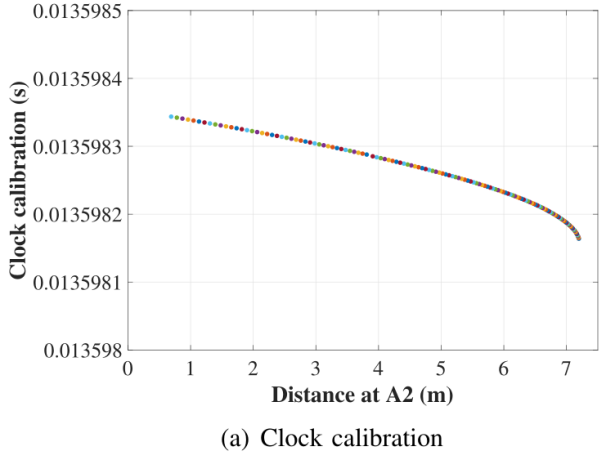 0.0135985
0.0135984
0.0135983
0.0135982
0.0135981
0.013598
Clock calibration (s)
0 1 2 3 4 5 6 7
Distance at A2 (m)
(a) Clock calibration